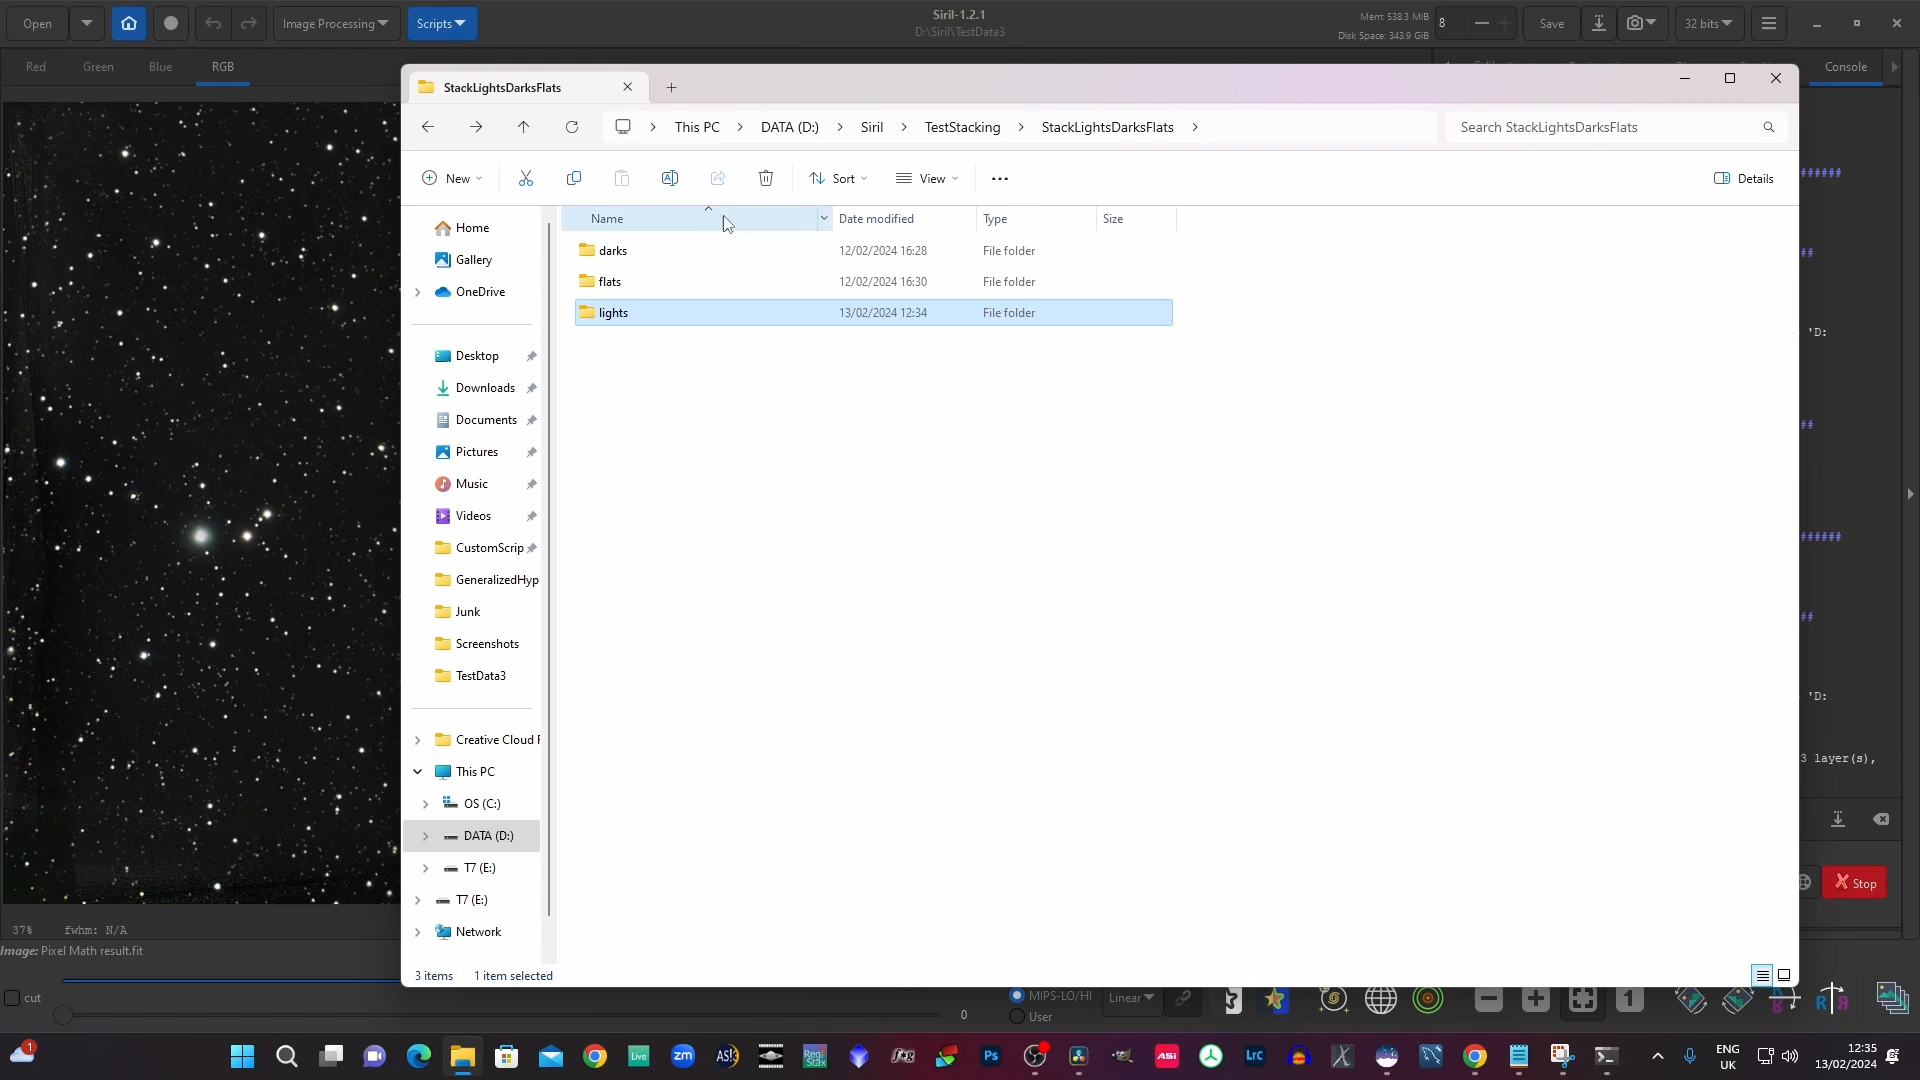 Open
Image Processing
Scripts
Siril-1.2.1
D:\Siril\TestData3
Mem: 538.3 MiB
Disk Space: 343.9 GiB
8
Save
32 bits
Red
Green
Blue
RGB
Console
StackLightsDarksFlats
This PC
DATA (D:)
Siril
TestStacking
StackLightsDarksFlats
Search StackLightsDarksFlats
New
Sort
View
Details
Name
Date modified
Type
Size
darks
12/02/2024 16:28
File folder
flats
12/02/2024 16:30
File folder
lights
13/02/2024 12:34
File folder
Home
Gallery
OneDrive
Desktop
Downloads
Documents
Pictures
Music
Videos
CustomScrip
GeneralizedHyp
Junk
Screenshots
TestData3
Creative Cloud F
This PC
OS (C:)
DATA (D:)
T7 (E:)
T7 (E:)
Network
3 items
1 item selected
######
##
'D:
##
######
##
'D:
3 layer(s),
Stop
37%
fwhm: N/A
Image: Pixel Math result.fit
cut
0
MIPS-LO/HI
User
Linear
1
ENG
UK
12:35
13/02/2024